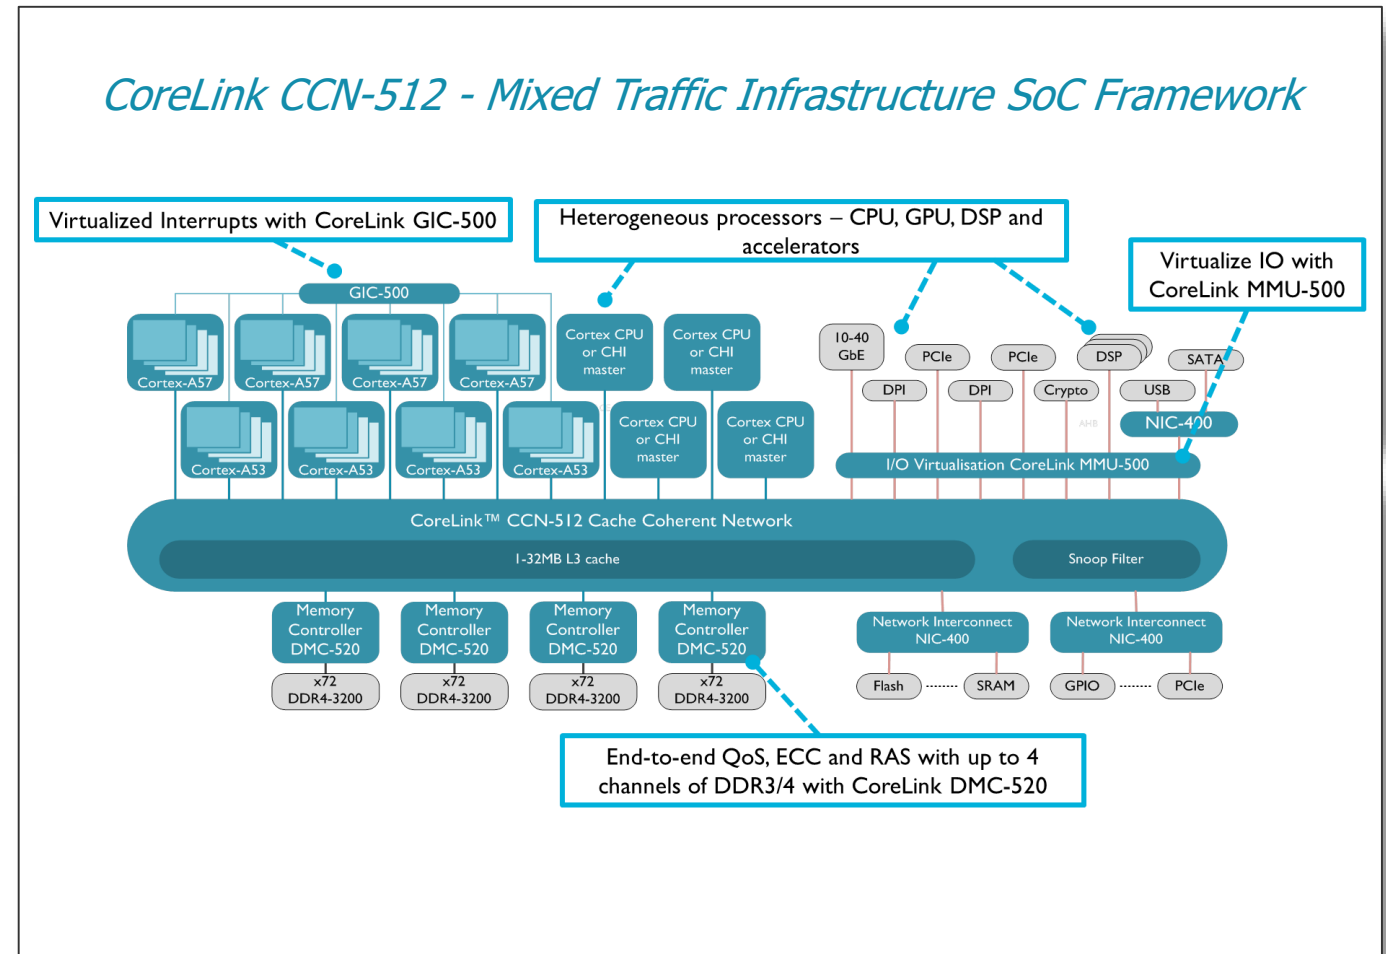 CoreLink CCN-512 - Mixed Traffic Infrastructure SoC Framework
Virtualized Interrupts with CoreLink GIC-500
Heterogeneous processors – CPU, GPU, DSP and
accelerators
Virtualize IO with
CoreLink MMU-500
GIC-500
Cortex-A57
Cortex-A57
Cortex-A57
Cortex-A57
Cortex CPU
or CHI
master
Cortex CPU
or CHI
master
10-40
GbE
PCIe
PCIe
DSP
SATA
DPI
DPI
Crypto
USB
AHB
NIC-400
Cortex-A53
Cortex-A53
Cortex-A53
Cortex-A53
Cortex CPU
or CHI
master
Cortex CPU
or CHI
master
I/O Virtualisation CoreLink MMU-500
CoreLink™ CCN-512 Cache Coherent Network
1-32MB L3 cache
Snoop Filter
Memory
Controller
DMC-520
Memory
Controller
DMC-520
Memory
Controller
DMC-520
Memory
Controller
DMC-520
Network Interconnect
NIC-400
Network Interconnect
NIC-400
x72
DDR4-3200
x72
DDR4-3200
x72
DDR4-3200
x72
DDR4-3200
Flash
SRAM
GPIO
PCIe
End-to-end QoS, ECC and RAS with up to 4
channels of DDR3/4 with CoreLink DMC-520